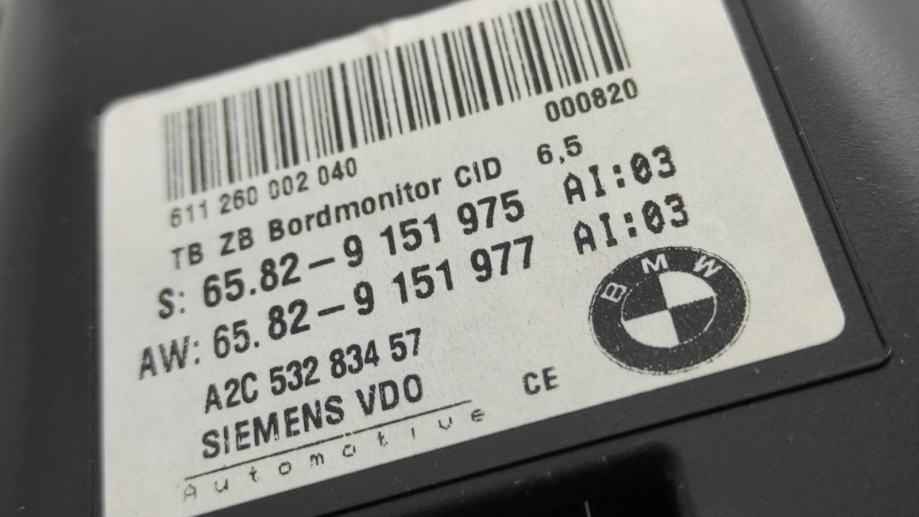 000820
611 260 002 040
TB ZB Bordmonitor CID 6,5
S: 65.82-9 151 975 AI:03
AW: 65.82-9 151 977 AI:03
BMW
A2C 532 834 57
SIEMENS VDO CE
Automotive